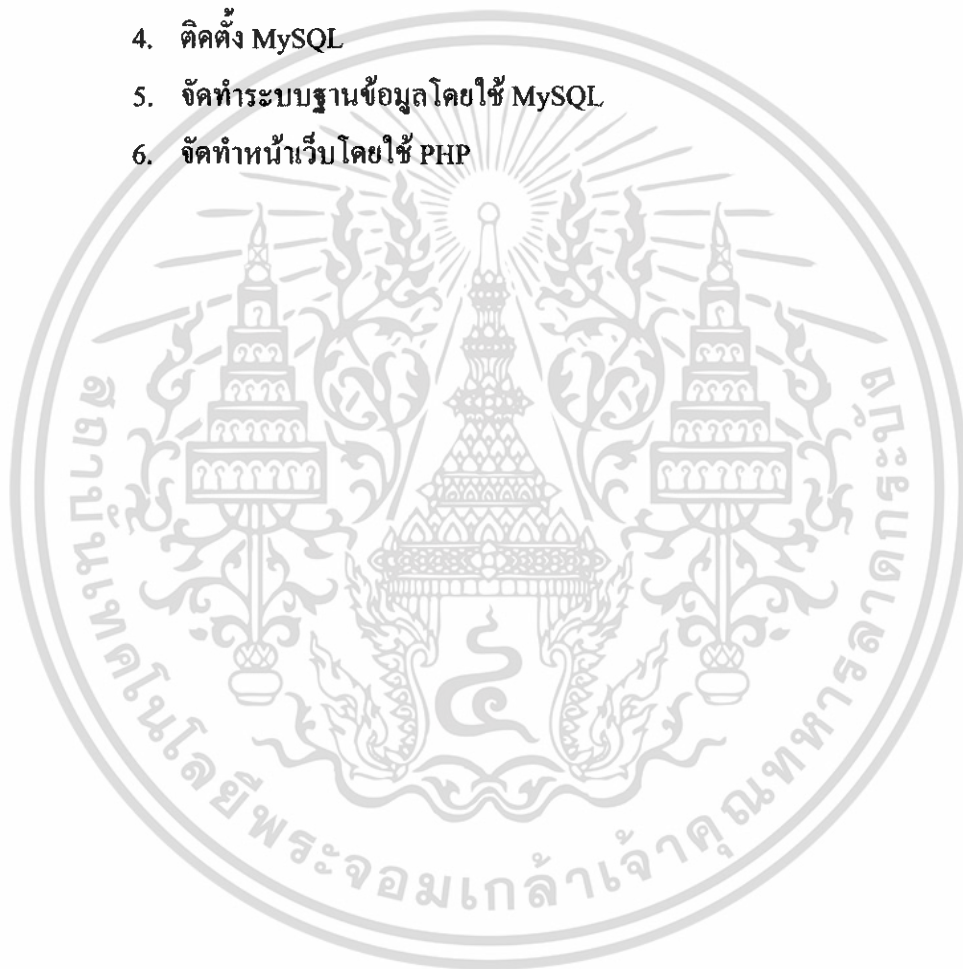 4. ติดตั้ง MySQL
5. จัดทำระบบฐานข้อมูลโดยใช้ MySQL
6. จัดทำหน้าเว็บโดยใช้ PHP
สถาบันเทคโนโลยีพระจอมเกล้าเจ้าคุณทหารลาดกระบัง
๔